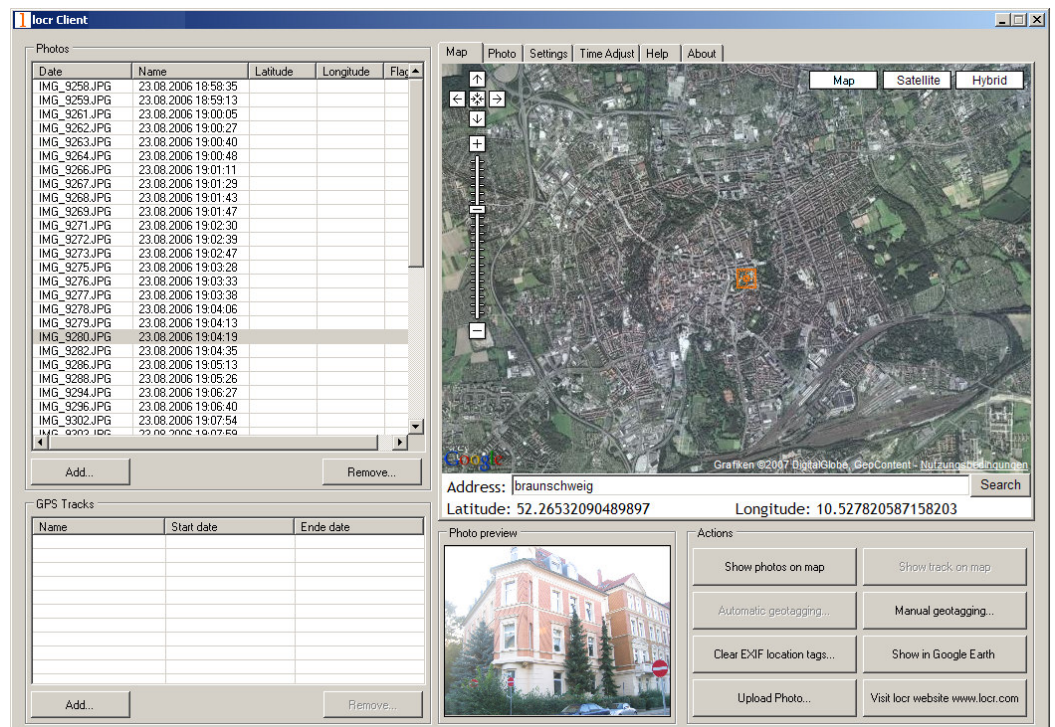 locr Client
Photos
Date Name Latitude Longitude Flag
IMG_9258.JPG 23.08.2006 18:58:35
IMG_9259.JPG 23.08.2006 18:59:13
IMG_9261.JPG 23.08.2006 19:00:05
IMG_9262.JPG 23.08.2006 19:00:27
IMG_9263.JPG 23.08.2006 19:00:40
IMG_9264.JPG 23.08.2006 19:00:48
IMG_9266.JPG 23.08.2006 19:01:11
IMG_9267.JPG 23.08.2006 19:01:29
IMG_9268.JPG 23.08.2006 19:01:43
IMG_9269.JPG 23.08.2006 19:01:47
IMG_9271.JPG 23.08.2006 19:02:30
IMG_9272.JPG 23.08.2006 19:02:39
IMG_9273.JPG 23.08.2006 19:02:47
IMG_9275.JPG 23.08.2006 19:03:28
IMG_9276.JPG 23.08.2006 19:03:33
IMG_9277.JPG 23.08.2006 19:03:38
IMG_9278.JPG 23.08.2006 19:04:06
IMG_9279.JPG 23.08.2006 19:04:13
IMG_9280.JPG 23.08.2006 19:04:19
IMG_9282.JPG 23.08.2006 19:04:35
IMG_9286.JPG 23.08.2006 19:05:13
IMG_9288.JPG 23.08.2006 19:05:26
IMG_9294.JPG 23.08.2006 19:06:27
IMG_9296.JPG 23.08.2006 19:06:40
IMG_9302.JPG 23.08.2006 19:07:54
IMG_9303.JPG 23.08.2006 19:07:59
Add... Remove...
GPS Tracks
Name Start date Ende date
Add... Remove...
Map Photo Settings Time Adjust Help About
Map Satellite Hybrid
Google
Grafiken ©2007 DigitalGlobe, GeoContent - Nutzungsbedingungen
Address: braunschweig Search
Latitude: 52.26532090489897 Longitude: 10.527820587158203
Photo preview
Actions
Show photos on map Show track on map
Automatic geotagging... Manual geotagging...
Clear EXIF location tags... Show in Google Earth
Upload Photo... Visit locr website www.locr.com